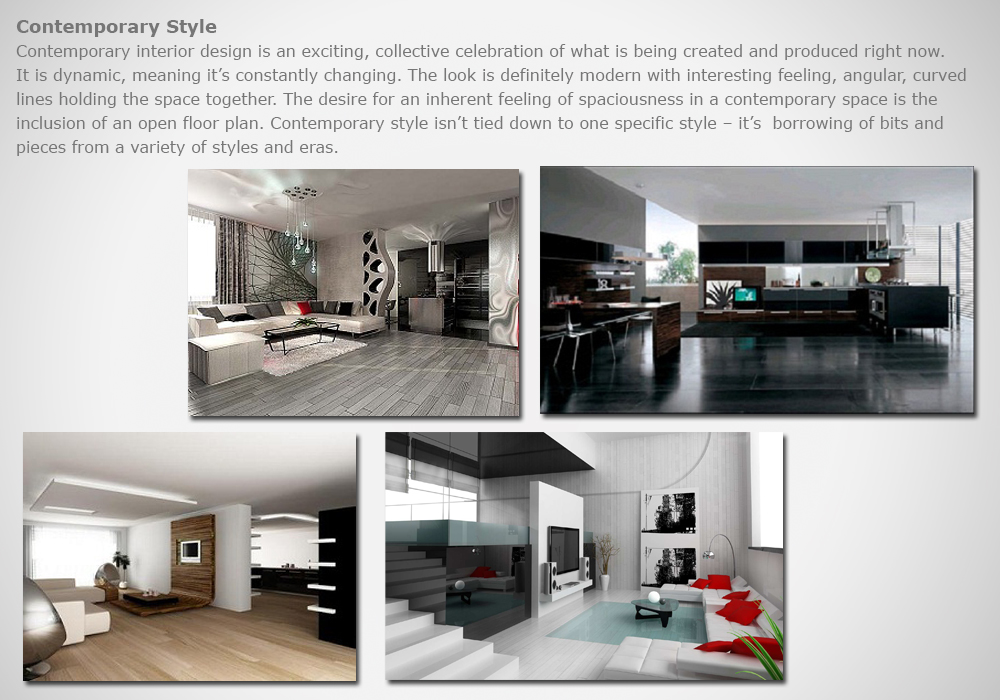 Contemporary Style
Contemporary interior design is an exciting, collective celebration of what is being created and produced right now.
It is dynamic, meaning it’s constantly changing. The look is definitely modern with interesting feeling, angular, curved
lines holding the space together. The desire for an inherent feeling of spaciousness in a contemporary space is the
inclusion of an open floor plan. Contemporary style isn’t tied down to one specific style – it’s  borrowing of bits and
pieces from a variety of styles and eras.